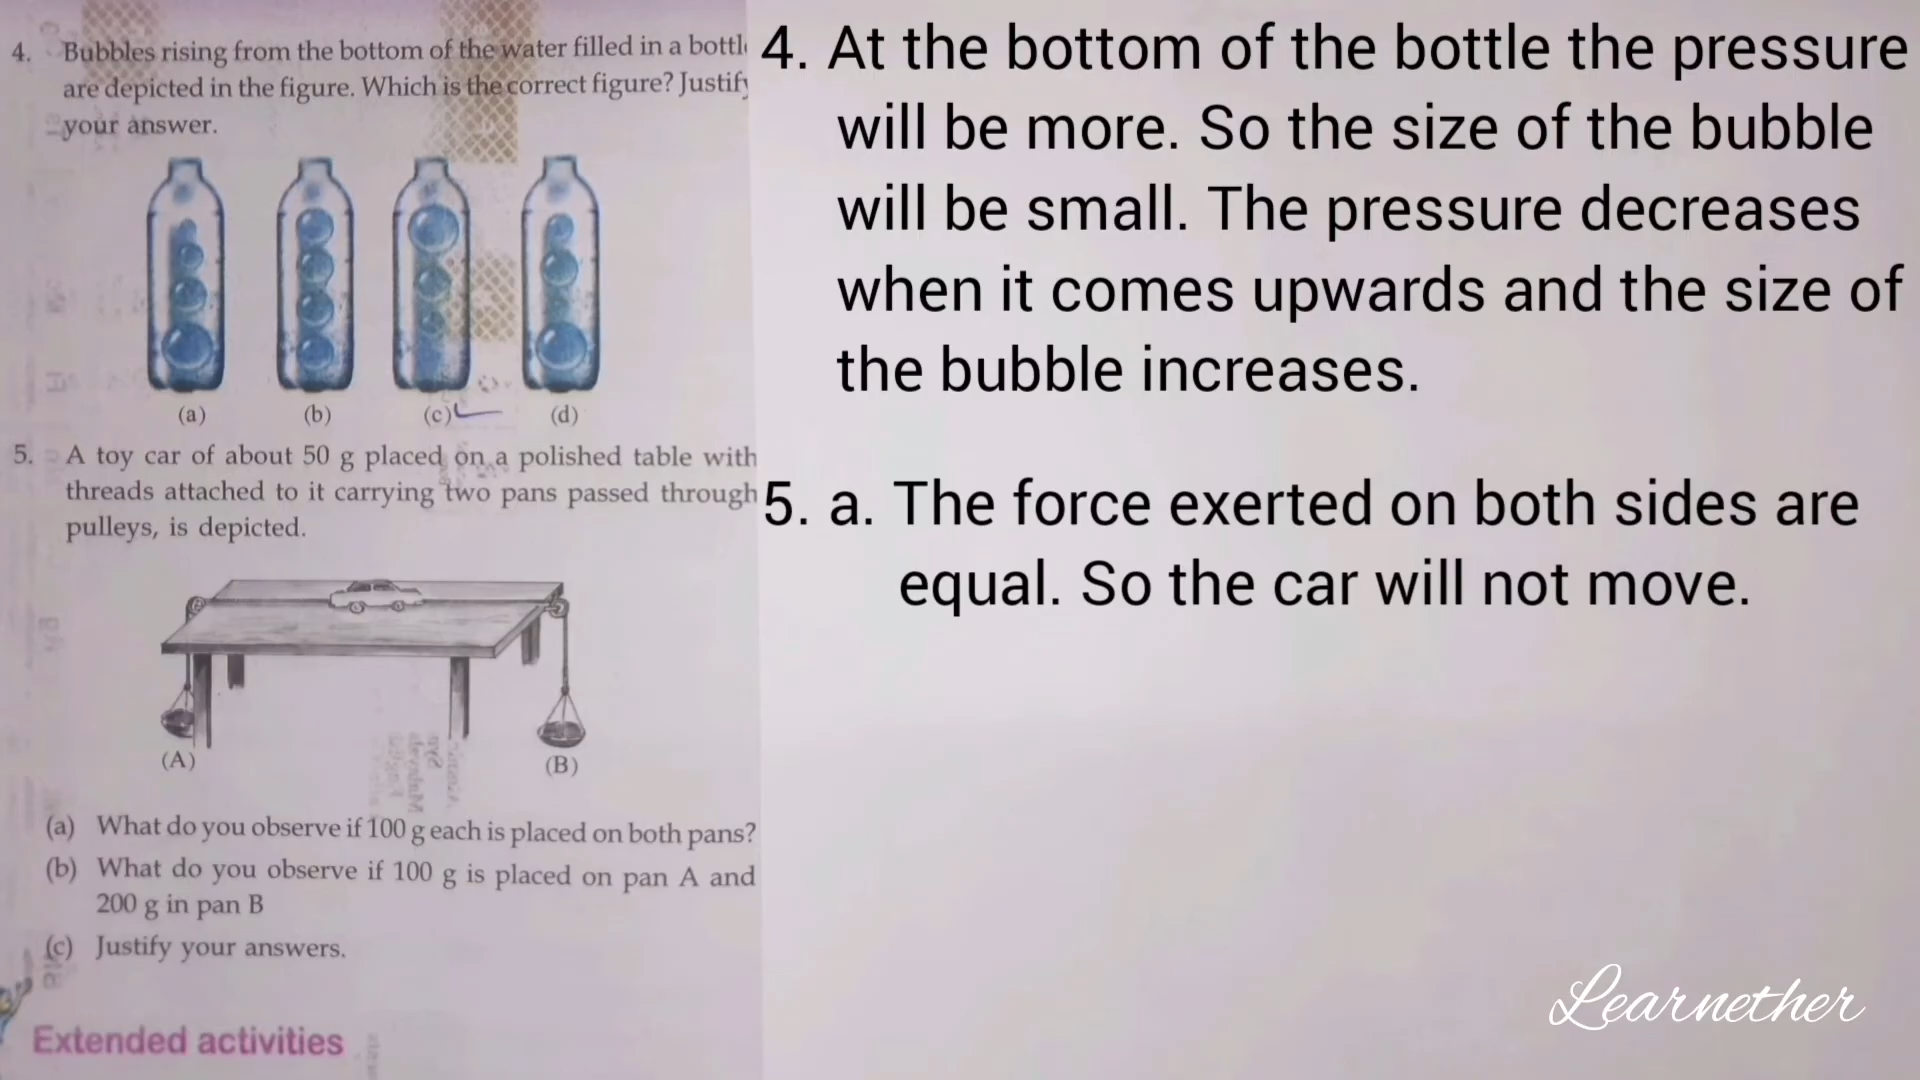 4. Bubbles rising from the bottom of the water filled in a bottl
are depicted in the figure. Which is the correct figure? Justify
your answer.
(a) (b) (c) (d)
5. A toy car of about 50 g placed on a polished table with
threads attached to it carrying two pans passed through
pulleys, is depicted.
(A) (B)
(a) What do you observe if 100 g each is placed on both pans?
(b) What do you observe if 100 g is placed on pan A and
200 g in pan B
(c) Justify your answers.
Extended activities
4. At the bottom of the bottle the pressure
will be more. So the size of the bubble
will be small. The pressure decreases
when it comes upwards and the size of
the bubble increases.
5. a. The force exerted on both sides are
equal. So the car will not move.
Learnether